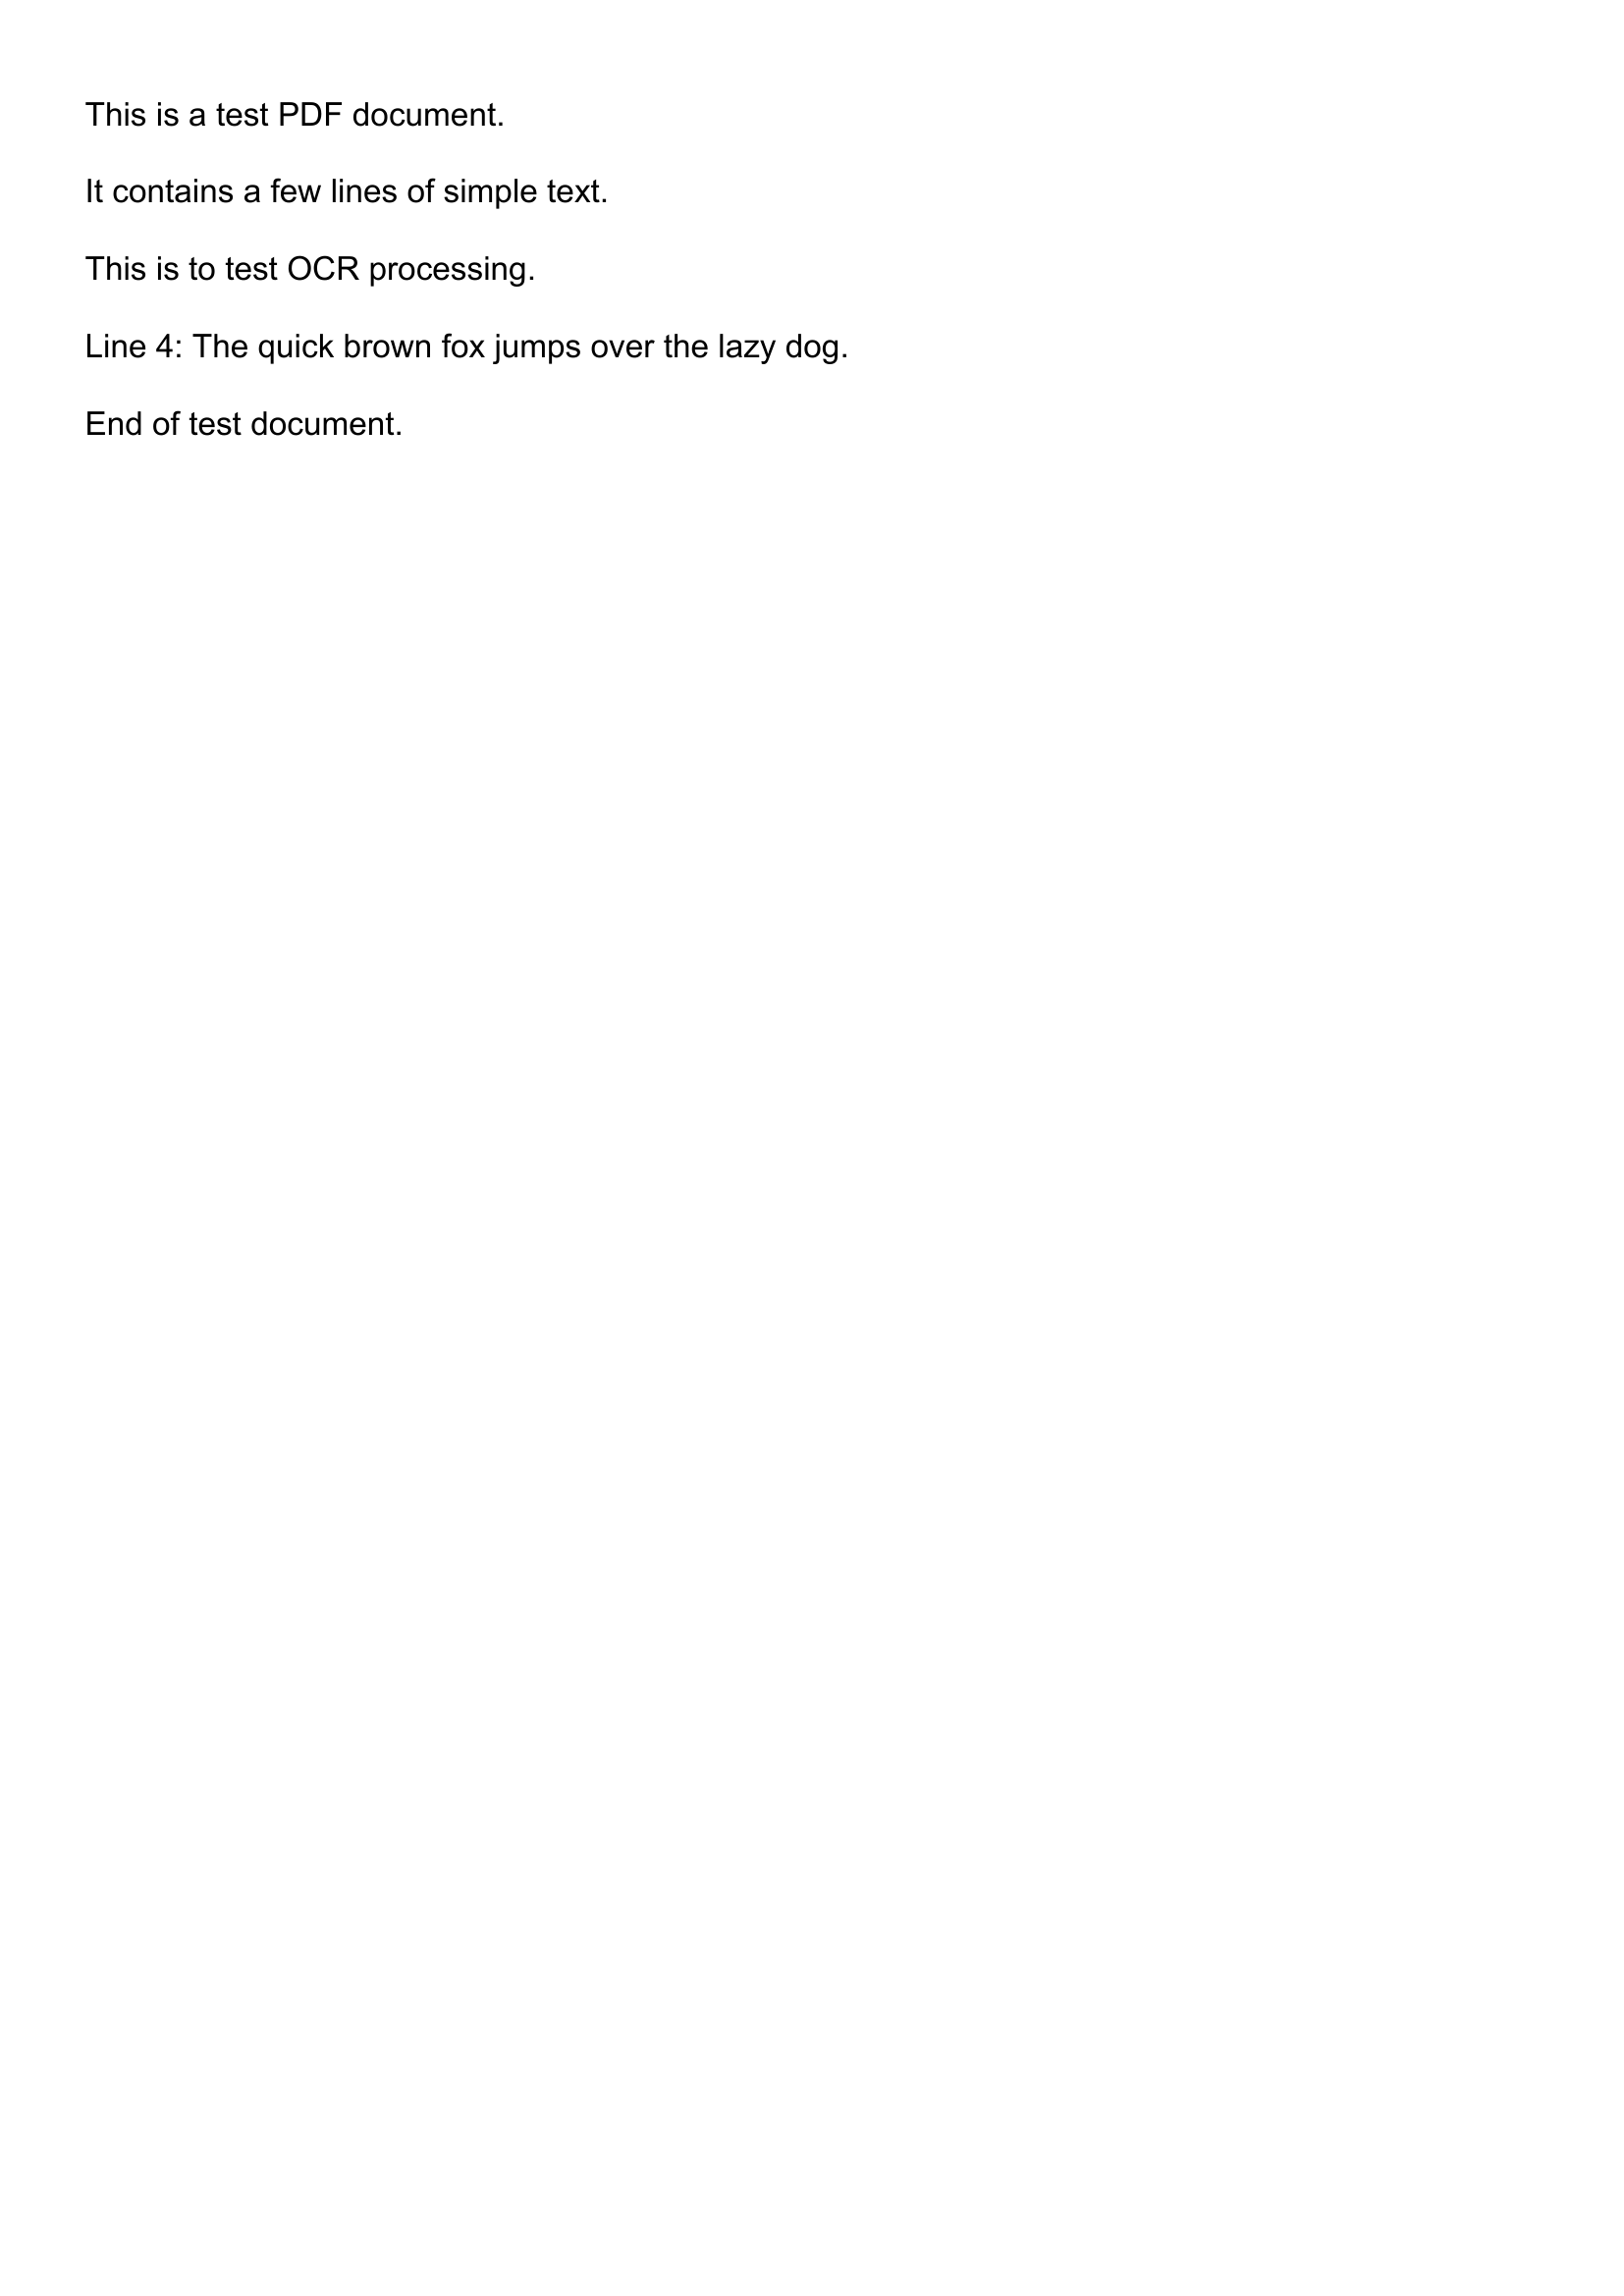 This is a test PDF document.
It contains a few lines of simple text.
This is to test OCR processing.
Line 4: The quick brown fox jumps over the lazy dog.
End of test document.